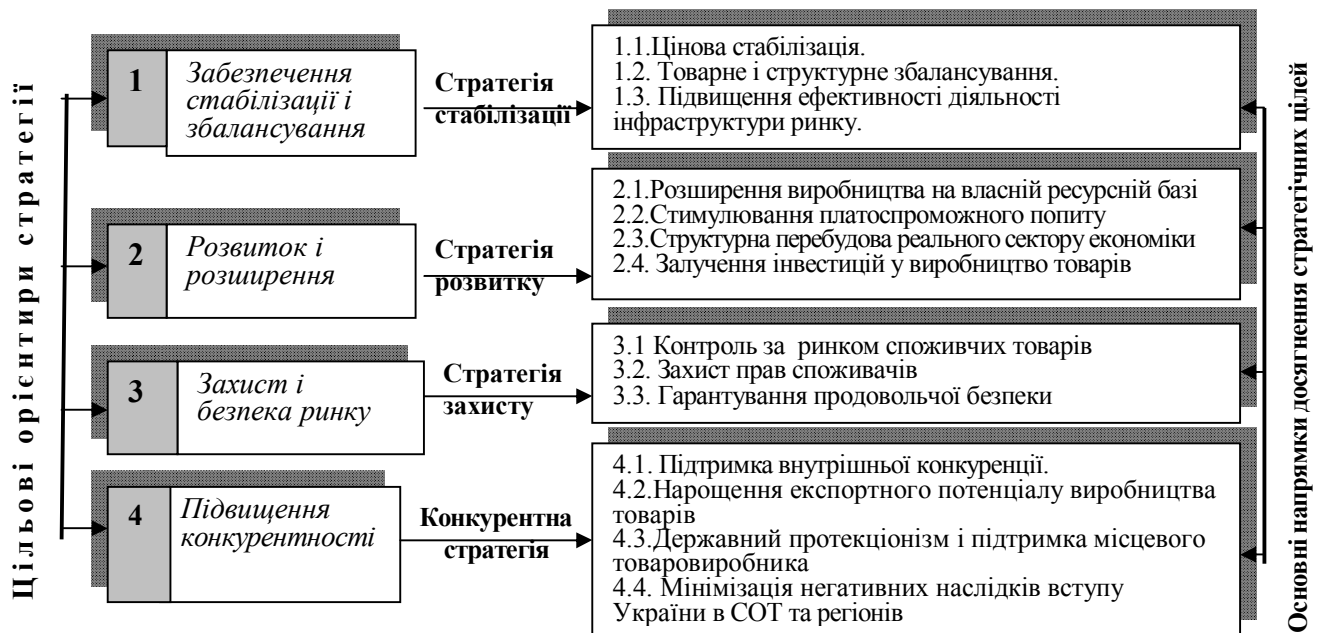 Цільові орієнтири стратегії
1
Забезпечення
стабілізації і
збалансування
Стратегія
стабілізації
1.1.Цінова стабілізація.
1.2. Товарне і структурне збалансування.
1.3. Підвищення ефективності діяльності
інфраструктури ринку.
2
Розвиток і
розширення
Стратегія
розвитку
2.1.Розширення виробництва на власній ресурсній базі
2.2.Стимулювання платоспроможного попиту
2.3.Структурна перебудова реального сектору економіки
2.4. Залучення інвестицій у виробництво товарів
3
Захист і
безпека ринку
Стратегія
захисту
3.1 Контроль за ринком споживчих товарів
3.2. Захист прав споживачів
3.3. Гарантування продовольчої безпеки
4
Підвищення
конкурентності
Конкурентна
стратегія
4.1. Підтримка внутрішньої конкуренції.
4.2.Нарощення експортного потенціалу виробництва
товарів
4.3.Державний протекціонізм і підтримка місцевого
товаровиробника
4.4. Мінімізація негативних наслідків вступу
України в СОТ та регіонів
Основні напрямки досягнення стратегічних цілей